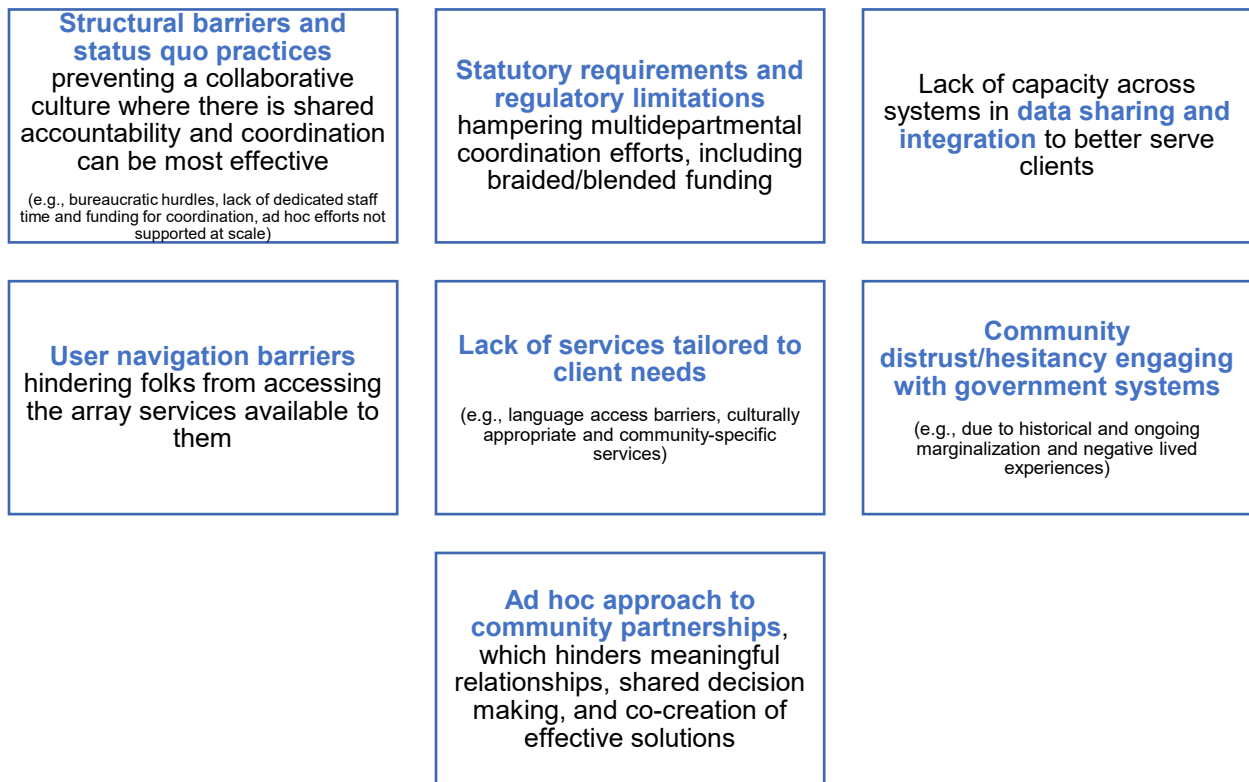 Structural barriers and
status quo practices
preventing a collaborative
culture where there is shared
accountability and coordination
can be most effective
(e.g., bureaucratic hurdles, lack of dedicated staff
time and funding for coordination, ad hoc efforts not
supported at scale)
Statutory requirements and
regulatory limitations
hampering multidepartmental
coordination efforts, including
braided/blended funding
Lack of capacity across
systems in data sharing and
integration to better serve
clients
User navigation barriers
hindering folks from accessing
the array services available to
them
Lack of services tailored to
client needs
(e.g., language access barriers, culturally
appropriate and community-specific
services)
Community
distrust/hesitancy engaging
with government systems
(e.g., due to historical and ongoing
marginalization and negative lived
experiences)
Ad hoc approach to
community partnerships,
which hinders meaningful
relationships, shared decision
making, and co-creation of
effective solutions